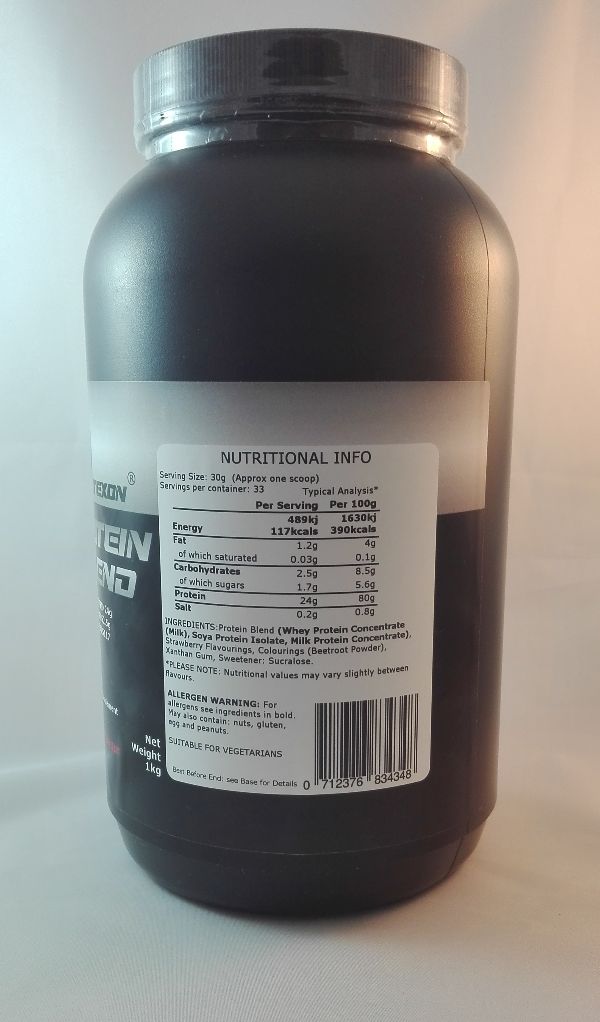 TEXON®
TEIN
END
Net
Weight
1kg
NUTRITIONAL INFO
Serving Size: 30g (Approx one scoop)
Servings per container: 33
Typical Analysis*
Per Serving Per 100g
Energy 489kj 1630kj
117kcals 390kcals
Fat 1.2g 4g
of which saturated 0.03g 0.1g
Carbohydrates 2.5g 8.5g
of which sugars 1.7g 5.6g
Protein 24g 80g
Salt 0.2g 0.8g
INGREDIENTS:Protein Blend (Whey Protein Concentrate
(Milk), Soya Protein Isolate, Milk Protein Concentrate),
Strawberry Flavourings, Colourings (Beetroot Powder),
Xanthan Gum, Sweetener: Sucralose.
*PLEASE NOTE: Nutritional values may vary slightly between
flavours.
ALLERGEN WARNING: For
allergens see ingredients in bold.
May also contain: nuts, gluten,
egg and peanuts.
SUITABLE FOR VEGETARIANS
Best Before End: see Base for Details
0 712376 834348